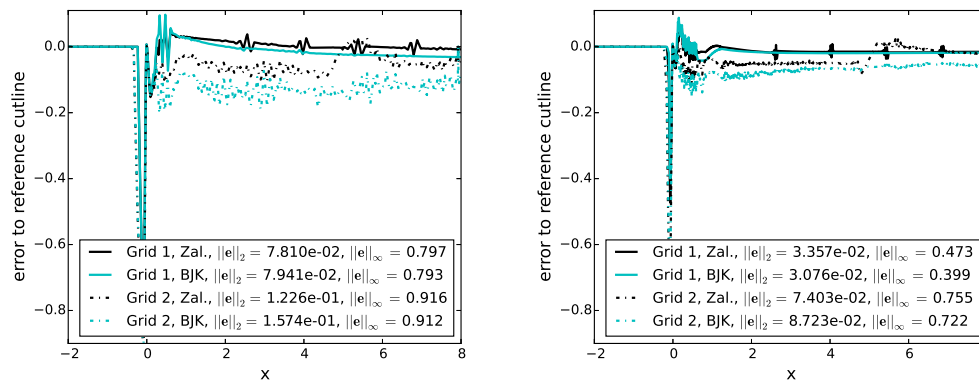 0.0
−0.2
−0.4
−0.6
−0.8
error to reference cutline
Grid 1, Zal., ||e||₂ = 7.810e-02, ||e||∞ = 0.797
Grid 1, BJK, ||e||₂ = 7.941e-02, ||e||∞ = 0.793
Grid 2, Zal., ||e||₂ = 1.226e-01, ||e||∞ = 0.916
Grid 2, BJK, ||e||₂ = 1.574e-01, ||e||∞ = 0.912
−2 0 2 4 6 8
x
0.0
−0.2
−0.4
−0.6
−0.8
error to reference cutline
Grid 1, Zal., ||e||₂ = 3.357e-02, ||e||∞ = 0.473
Grid 1, BJK, ||e||₂ = 3.076e-02, ||e||∞ = 0.399
Grid 2, Zal., ||e||₂ = 7.403e-02, ||e||∞ = 0.755
Grid 2, BJK, ||e||₂ = 8.723e-02, ||e||∞ = 0.722
−2 0 2 4 6
x